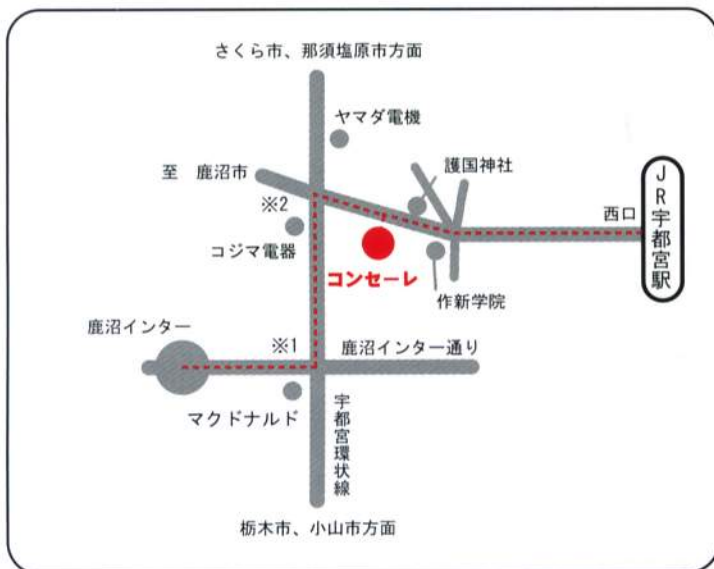 さくら市、那須塩原市方面
ヤマダ電機
至　鹿沼市
護国神社
※2
西口
JR宇都宮駅
コジマ電器
コンセーレ
作新学院
鹿沼インター
※1
鹿沼インター通り
マクドナルド
宇都宮環状線
栃木市、小山市方面